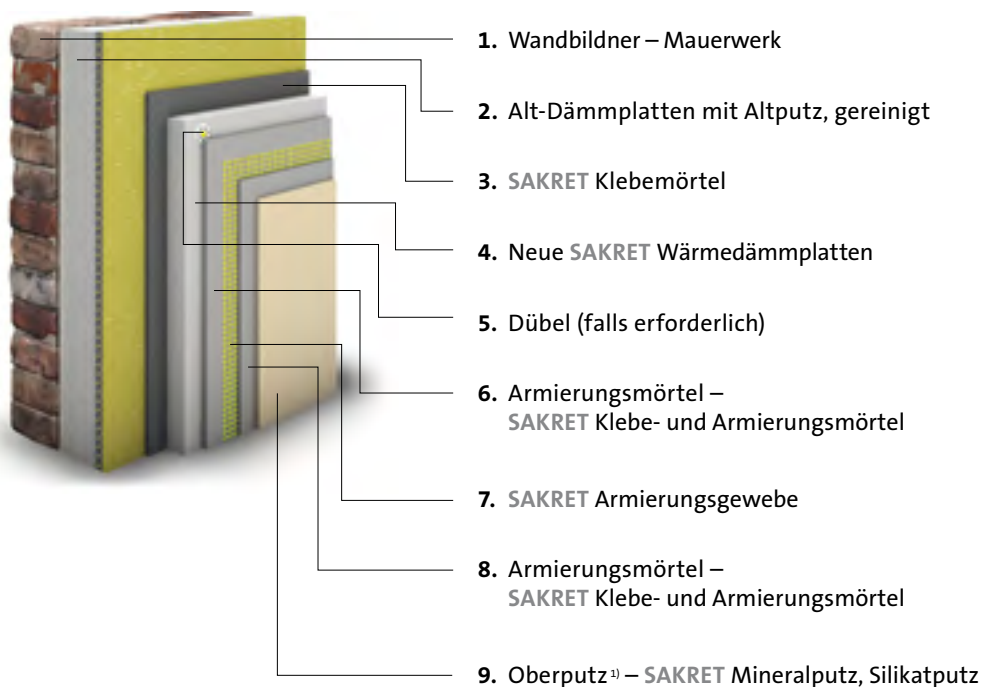 1. Wandbildner – Mauerwerk
2. Alt-Dämmplatten mit Altputz, gereinigt
3. SAKRET Klebemörtel
4. Neue SAKRET Wärmedämmplatten
5. Dübel (falls erforderlich)
6. Armierungsmörtel –
SAKRET Klebe- und Armierungsmörtel
7. SAKRET Armierungsgewebe
8. Armierungsmörtel –
SAKRET Klebe- und Armierungsmörtel
9. Oberputz ¹⁾ – SAKRET Mineralputz, Silikatputz